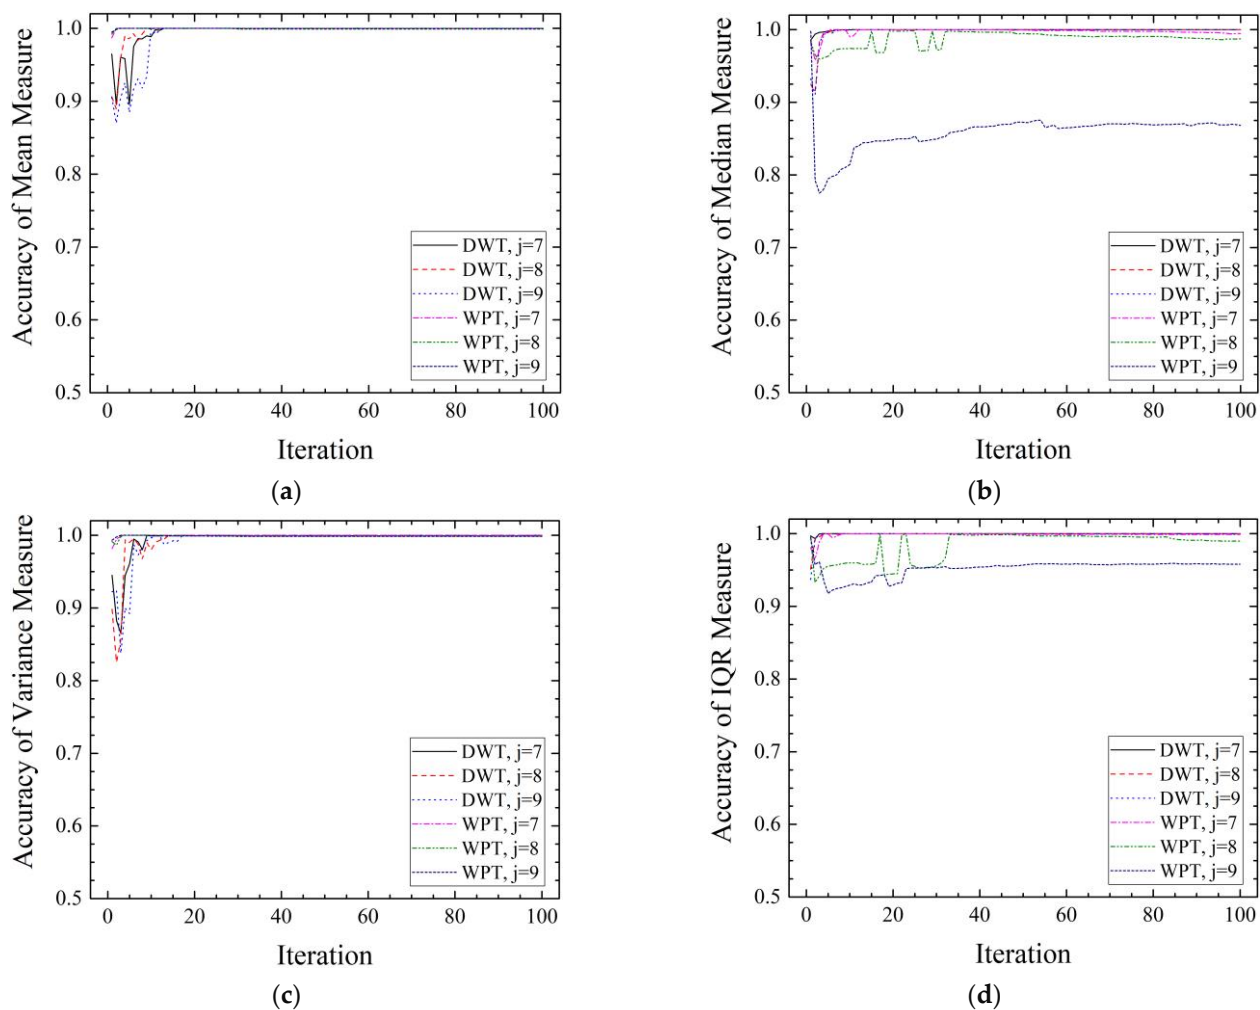 Accuracy of Mean Measure
1.0
0.9
0.8
0.7
0.6
0.5
DWT, j=7
DWT, j=8
DWT, j=9
WPT, j=7
WPT, j=8
WPT, j=9
0 20 40 60 80 100
Iteration
(a)
Accuracy of Median Measure
1.0
0.9
0.8
0.7
0.6
0.5
DWT, j=7
DWT, j=8
DWT, j=9
WPT, j=7
WPT, j=8
WPT, j=9
0 20 40 60 80 100
Iteration
(b)
Accuracy of Variance Measure
1.0
0.9
0.8
0.7
0.6
0.5
DWT, j=7
DWT, j=8
DWT, j=9
WPT, j=7
WPT, j=8
WPT, j=9
0 20 40 60 80 100
Iteration
(c)
Accuracy of IQR Measure
1.0
0.9
0.8
0.7
0.6
0.5
DWT, j=7
DWT, j=8
DWT, j=9
WPT, j=7
WPT, j=8
WPT, j=9
0 20 40 60 80 100
Iteration
(d)